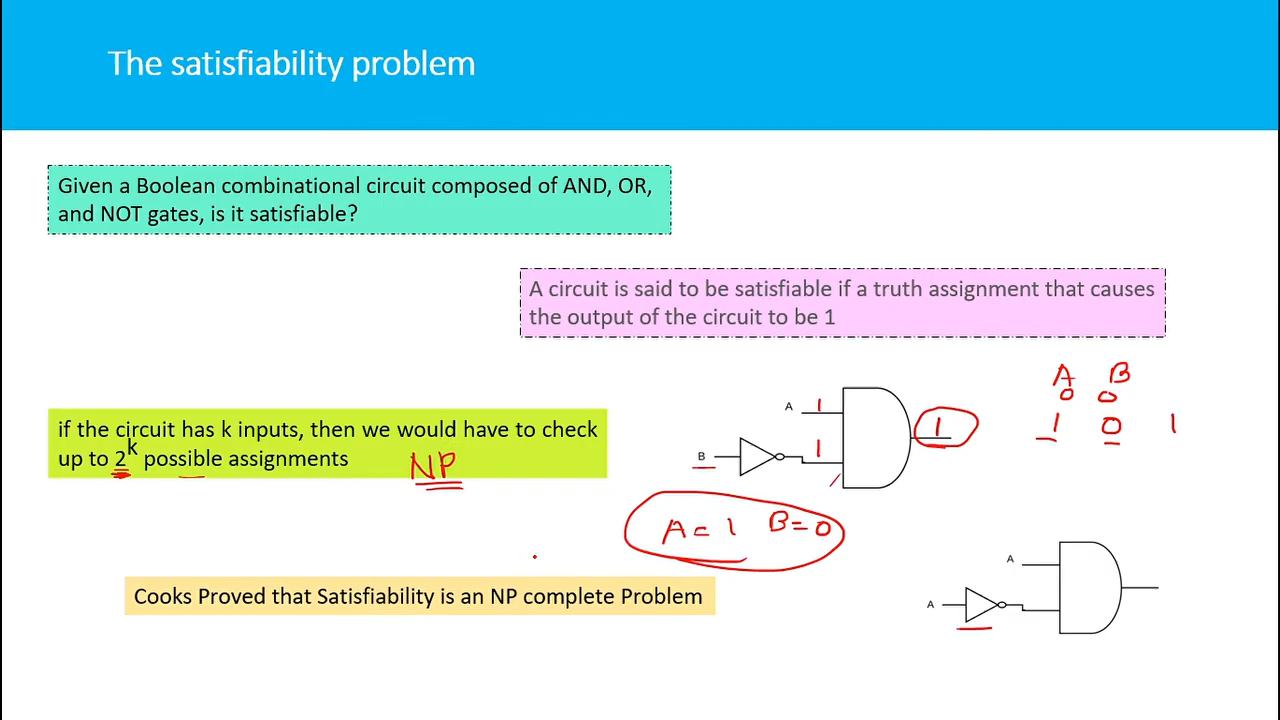 The satisfiability problem
Given a Boolean combinational circuit composed of AND, OR,
and NOT gates, is it satisfiable?
A circuit is said to be satisfiable if a truth assignment that causes
the output of the circuit to be 1
if the circuit has k inputs, then we would have to check
up to 2^k possible assignments
NP
A 1
B 1
1
A B
0 0
1 0 1
A = 1 B = 0
Cooks Proved that Satisfiability is an NP complete Problem
A
A